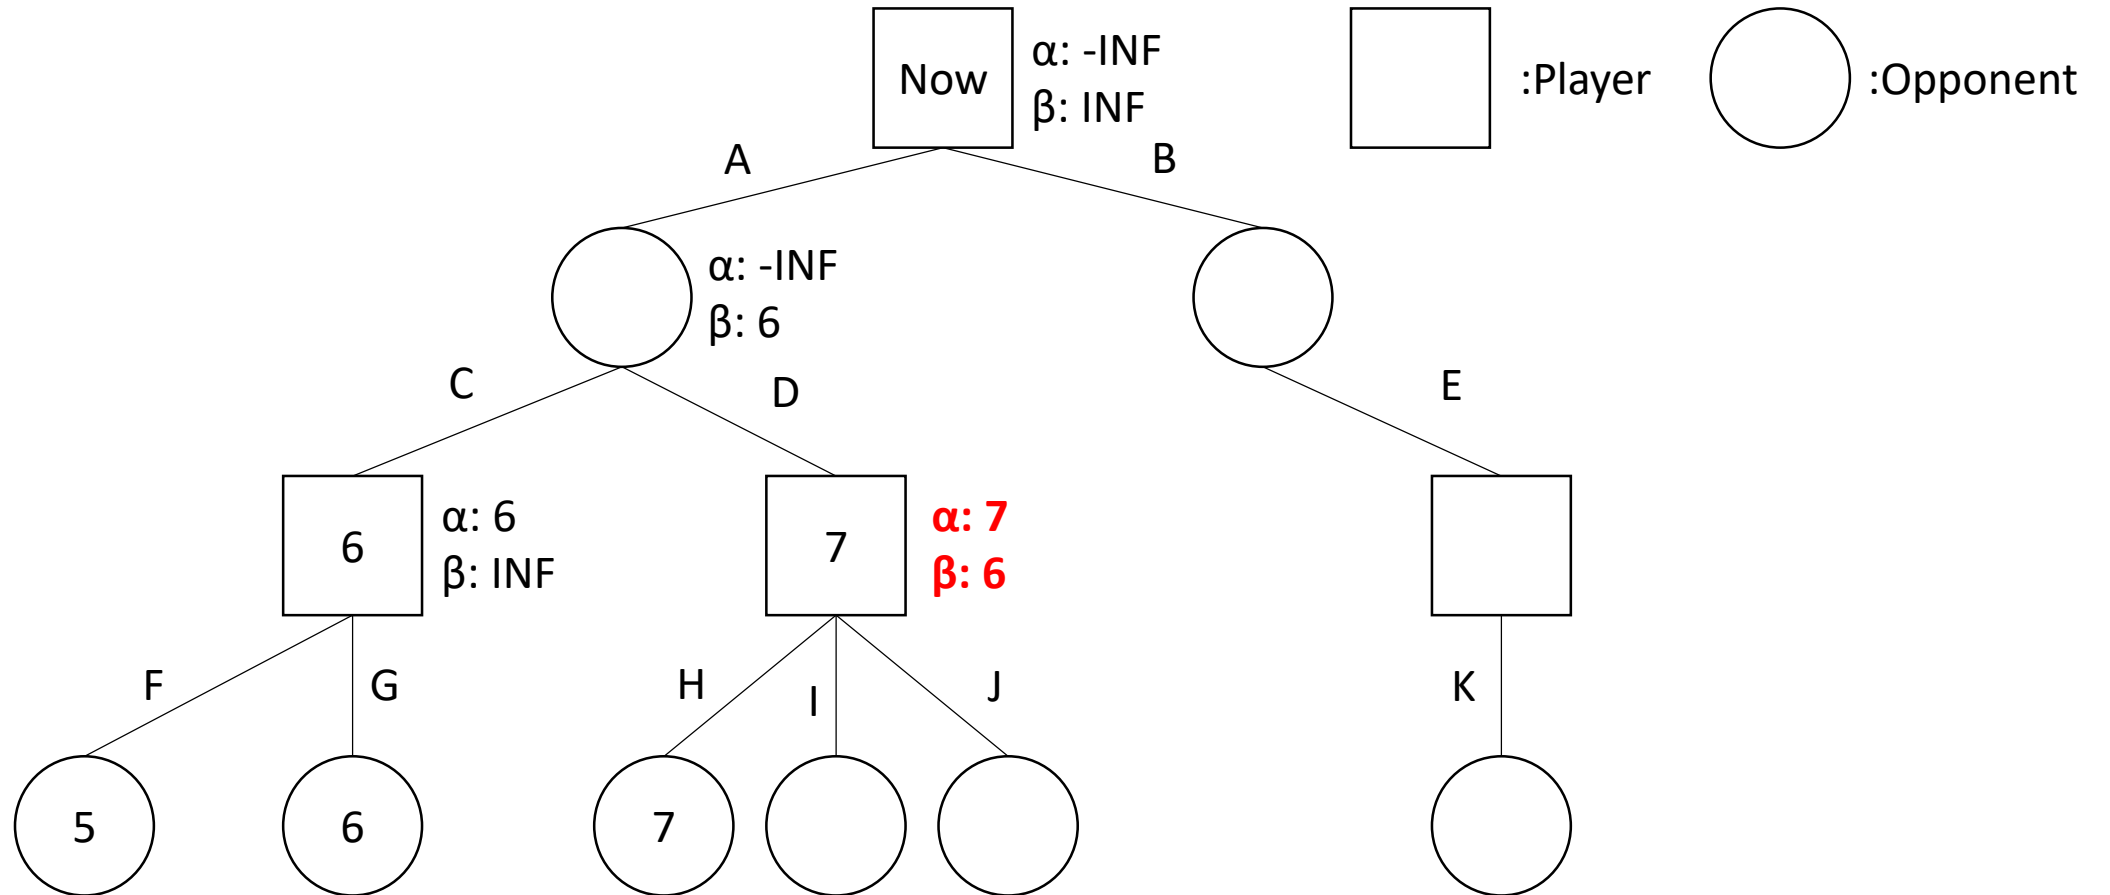 Now
α: -INF
β: INF
:Player
:Opponent
A
B
α: -INF
β: 6
C
D
E
6
α: 6
β: INF
7
α: 7
β: 6
F
G
H
I
J
K
5
6
7